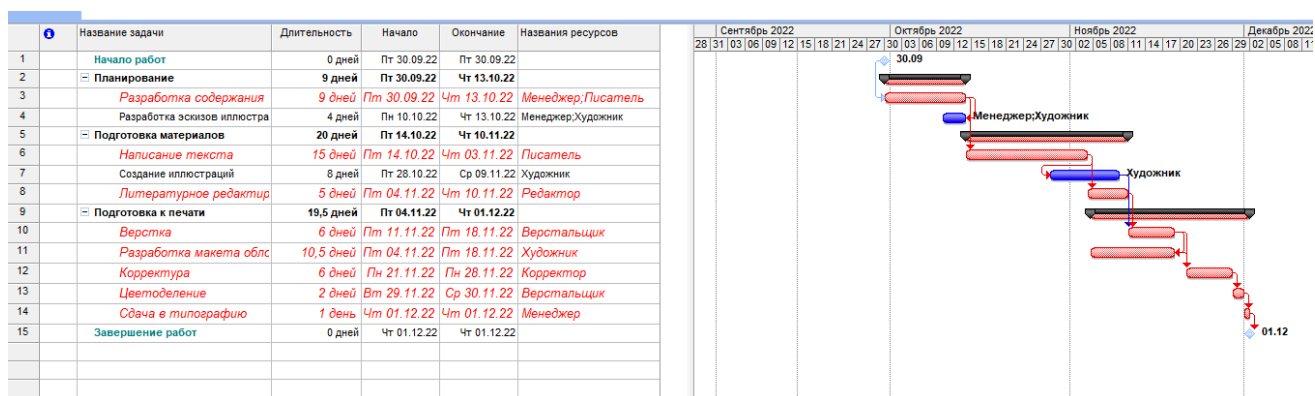 Название задачи Длительность Начало Окончание Названия ресурсов Сентябрь 2022 Октябрь 2022 Ноябрь 2022 Декабрь 2022
28 31 03 06 09 12 15 18 21 24 27 30 03 06 09 12 15 18 21 24 27 30 02 05 08 11 14 17 20 23 26 29 02 05 08 11
1 Начало работ 0 дней Пт 30.09.22 Пт 30.09.22 30.09
2 Планирование 9 дней Пт 30.09.22 Чт 13.10.22
3 Разработка содержания 9 дней Пт 30.09.22 Чт 13.10.22 Менеджер;Писатель
4 Разработка эскизов иллюстра 4 дней Пн 10.10.22 Чт 13.10.22 Менеджер;Художник Менеджер;Художник
5 Подготовка материалов 20 дней Пт 14.10.22 Чт 10.11.22
6 Написание текста 15 дней Пт 14.10.22 Чт 03.11.22 Писатель
7 Создание иллюстраций 8 дней Пт 28.10.22 Ср 09.11.22 Художник Художник
8 Литературное редактир 5 дней Пт 04.11.22 Чт 10.11.22 Редактор
9 Подготовка к печати 19,5 дней Пт 04.11.22 Чт 01.12.22
10 Верстка 6 дней Пт 11.11.22 Пт 18.11.22 Верстальщик
11 Разработка макета обло 10,5 дней Пт 04.11.22 Пт 18.11.22 Художник
12 Корректура 6 дней Пн 21.11.22 Пн 28.11.22 Корректор
13 Цветоделение 2 дней Вт 29.11.22 Ср 30.11.22 Верстальщик
14 Сдача в типографию 1 день Чт 01.12.22 Чт 01.12.22 Менеджер
15 Завершение работ 0 дней Чт 01.12.22 Чт 01.12.22 01.12